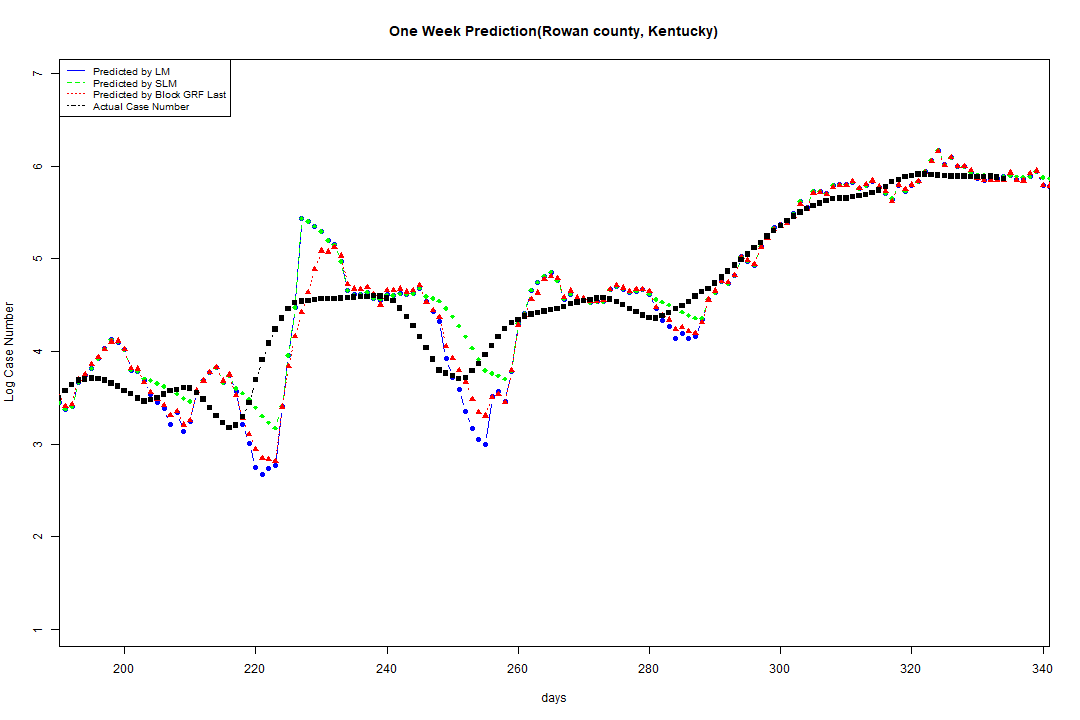 One Week Prediction(Rowan county, Kentucky)
Predicted by LM
Predicted by SLM
Predicted by Block GRF Last
Actual Case Number
7
6
5
4
3
2
1
Log Case Number
200 220 240 260 280 300 320 340
days